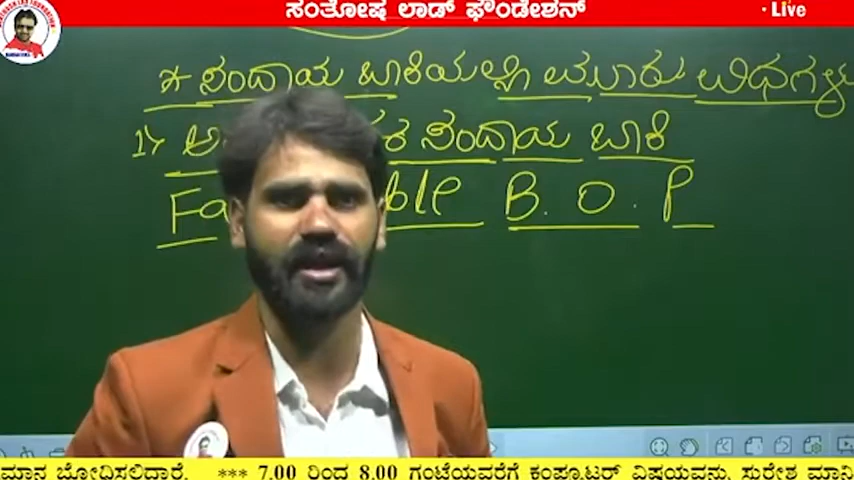 ಸಂತೋಷ ಲಾಡ್ ಫೌಂಡೇಶನ್
• Live
* ಸಂದಾಯ ಬಾಕಿಯಲ್ಲಿ ಮೂರು ವಿಧಗಳು
1> ಸಂದಾಯ ಬಾಕಿ
B. O. P
ಮಾನ ಬೋಧಿಸಲಿದ್ದಾರೆ. *** 7.00 ರಿಂದ 8.00 ಗಂಟೆಯವರೆಗೆ ಕಂಪ್ಯೂಟರ್ ವಿಷಯವನ್ನು ಸುರೇಶ ಮಾನಿ